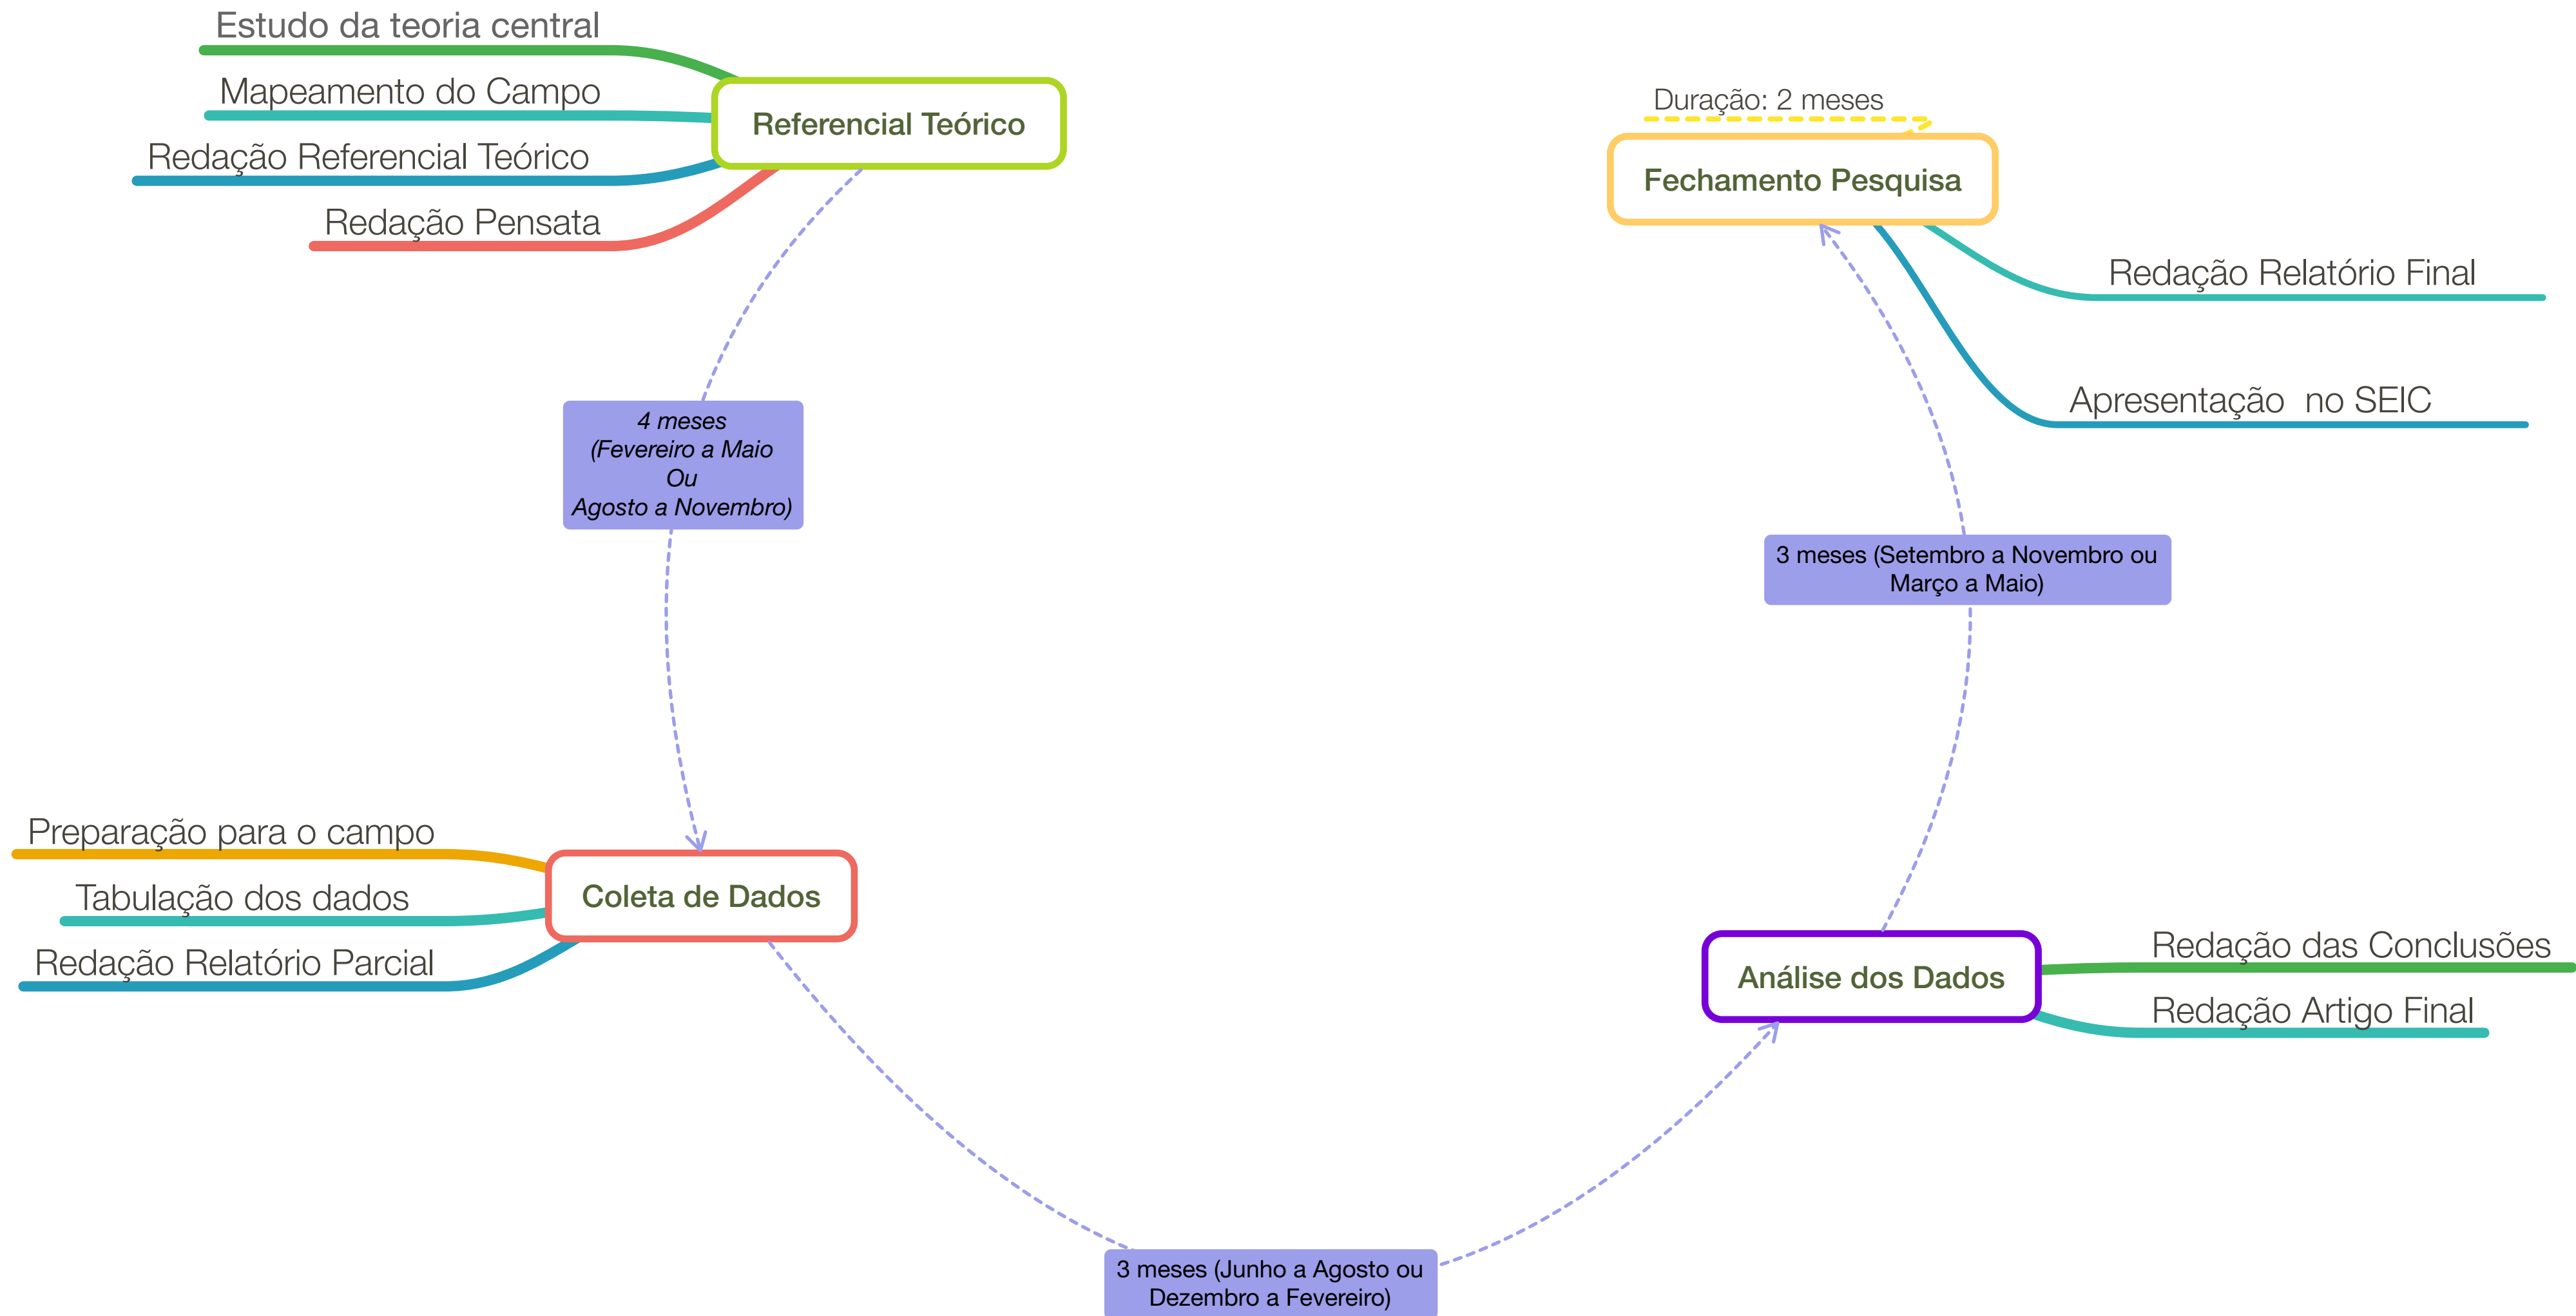 Estudo da teoria central
Mapeamento do Campo
Redação Referencial Teórico
Redação Pensata
Referencial Teórico
4 meses
(Fevereiro a Maio
Ou
Agosto a Novembro)
Preparação para o campo
Tabulação dos dados
Redação Relatório Parcial
Coleta de Dados
3 meses (Junho a Agosto ou
Dezembro a Fevereiro)
Análise dos Dados
Redação das Conclusões
Redação Artigo Final
3 meses (Setembro a Novembro ou
Março a Maio)
Duração: 2 meses
Fechamento Pesquisa
Redação Relatório Final
Apresentação  no SEIC